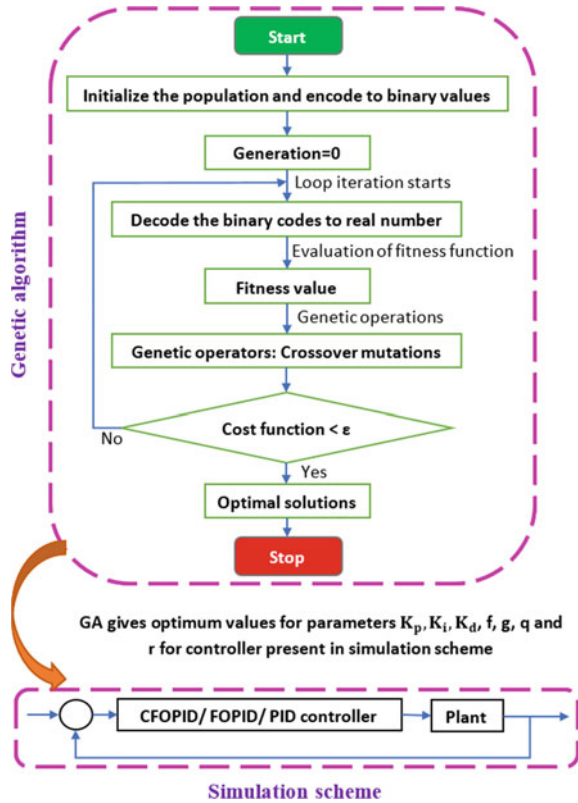 Start
Initialize the population and encode to binary values
Generation=0
Loop iteration starts
Decode the binary codes to real number
Evaluation of fitness function
Fitness value
Genetic operations
Genetic operators: Crossover mutations
Cost function < ε
No
Yes
Optimal solutions
Stop
Genetic algorithm
GA gives optimum values for parameters K_p, K_i, K_d, f, g, q and
r for controller present in simulation scheme
CFOPID/ FOPID/ PID controller
Plant
Simulation scheme